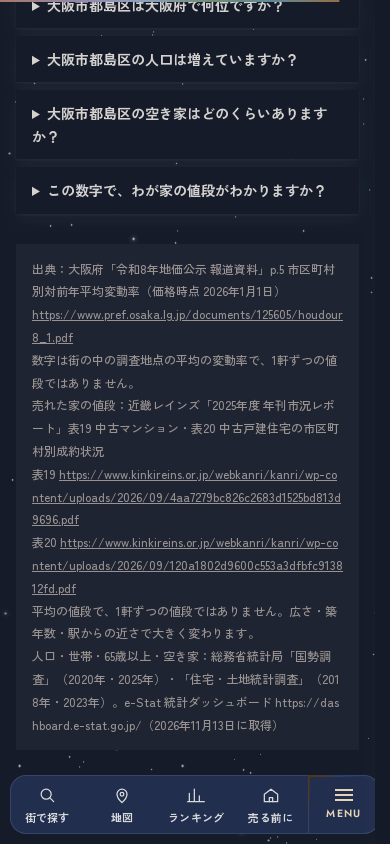 ▶ 大阪市都島区は大阪府で何位ですか？
▶ 大阪市都島区の人口は増えていますか？
▶ 大阪市都島区の空き家はどのくらいあります
か？
▶ この数字で、わが家の値段がわかりますか？
出典：大阪府「令和8年地価公示 報道資料」p.5 市区町村
別対前年平均変動率（価格時点 2026年1月1日）
https://www.pref.osaka.lg.jp/documents/125605/houdour
8_1.pdf
数字は街の中の調査地点の平均の変動率で、1軒ずつの値
段ではありません。
売れた家の値段：近畿レインズ「2025年度 年刊市況レポ
ート」表19 中古マンション・表20 中古戸建住宅の市区町
村別成約状況
表19 https://www.kinkireins.or.jp/webkanri/kanri/wp-co
ntent/uploads/2026/09/4aa7279bc826c2683d1525bd813d
9696.pdf
表20 https://www.kinkireins.or.jp/webkanri/kanri/wp-co
ntent/uploads/2026/09/120a1802d9600c553a3dfbfc9138
12fd.pdf
平均の値段で、1軒ずつの値段ではありません。広さ・築
年数・駅からの近さで大きく変わります。
人口・世帯・65歳以上・空き家：総務省統計局「国勢調
査」（2020年・2025年）・「住宅・土地統計調査」（201
8年・2023年）。e-Stat 統計ダッシュボード https://das
hboard.e-stat.go.jp/（2026年11月13日に取得）
街で探す
地図
ランキング
売る前に
MENU